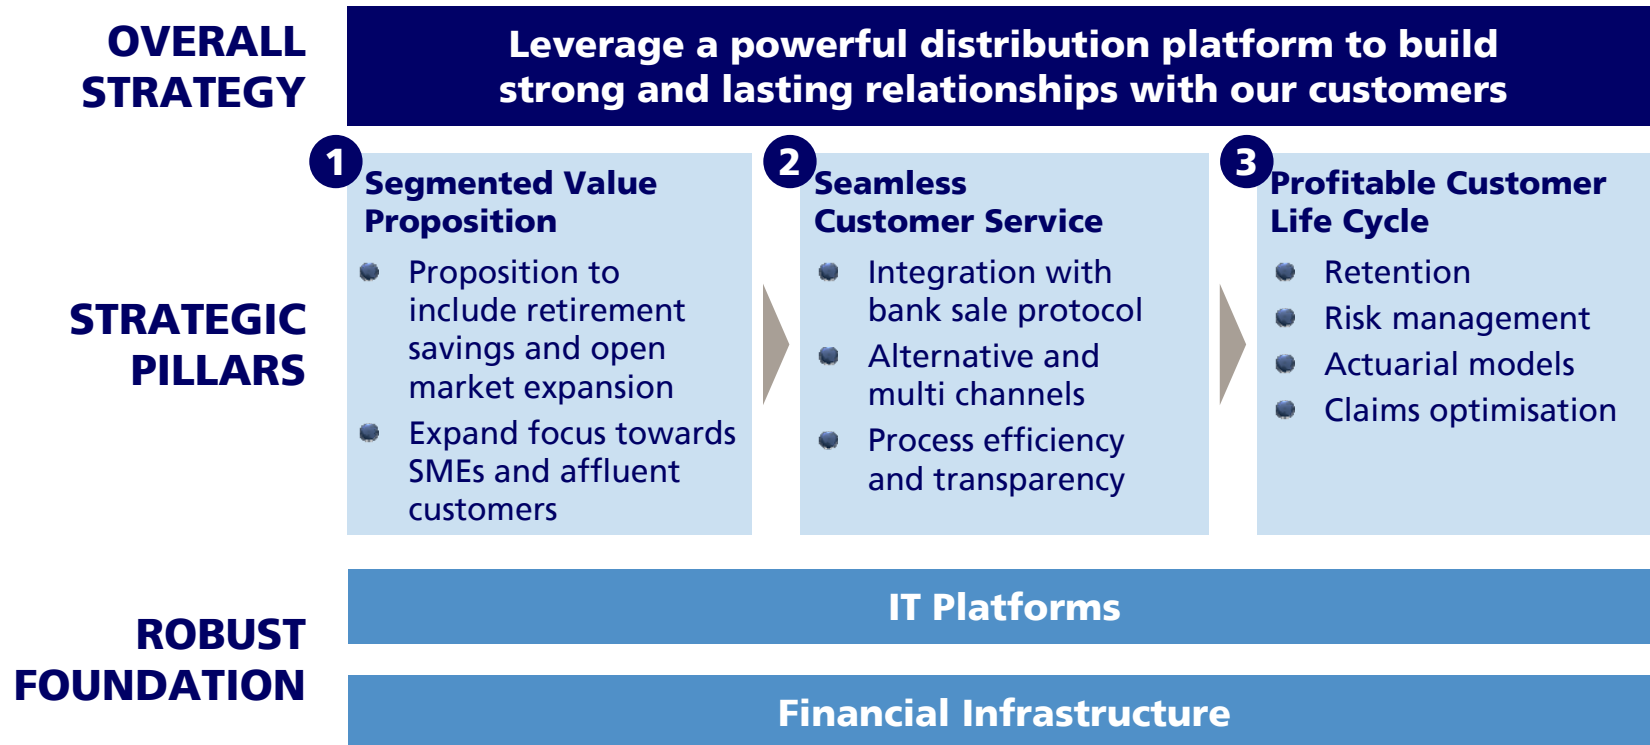 OVERALL
STRATEGY
Leverage a powerful distribution platform to build
strong and lasting relationships with our customers
STRATEGIC
PILLARS
1
Segmented Value
Proposition
Proposition to
include retirement
savings and open
market expansion
Expand focus towards
SMEs and affluent
customers
2
Seamless
Customer Service
Integration with
bank sale protocol
Alternative and
multi channels
Process efficiency
and transparency
3
Profitable Customer
Life Cycle
Retention
Risk management
Actuarial models
Claims optimisation
ROBUST
FOUNDATION
IT Platforms
Financial Infrastructure